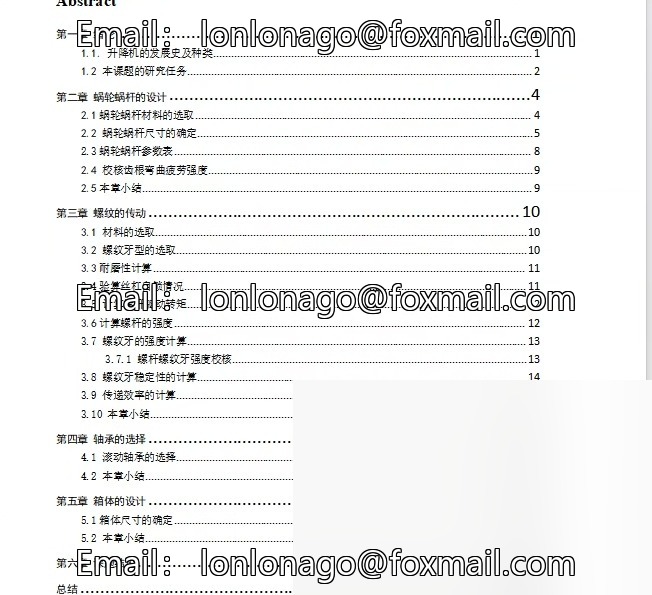 Abstract
第一
Email： lonlonago@foxmail.com
1.1. 升降机的发展史及种类 1
1.2 本课题的研究任务 2
第二章 蜗轮蜗杆的设计 4
2.1蜗轮蜗杆材料的选取 4
2.2 蜗轮蜗杆尺寸的确定 5
2.3蜗轮蜗杆参数表 8
2.4 校核齿根弯曲疲劳强度 9
2.5本章小结 9
第三章 螺纹的传动 10
3.1 材料的选取 10
3.2 螺纹牙型的选取 10
3.3耐磨性计算 11
Email： lonlonago@foxmail.com
3.6计算螺杆的强度 12
3.7 螺纹牙的强度计算 13
3.7.1 螺杆螺纹牙强度校核 13
3.8 螺纹牙稳定性的计算 14
3.9 传递效率的计算
3.10 本章小结
第四章 轴承的选择
4.1 滚动轴承的选择
4.2 本章小结
第五章 箱体的设计
5.1箱体尺寸的确定
5.2 本章小结
第六
Email： lonlonago@foxmail.com
总结